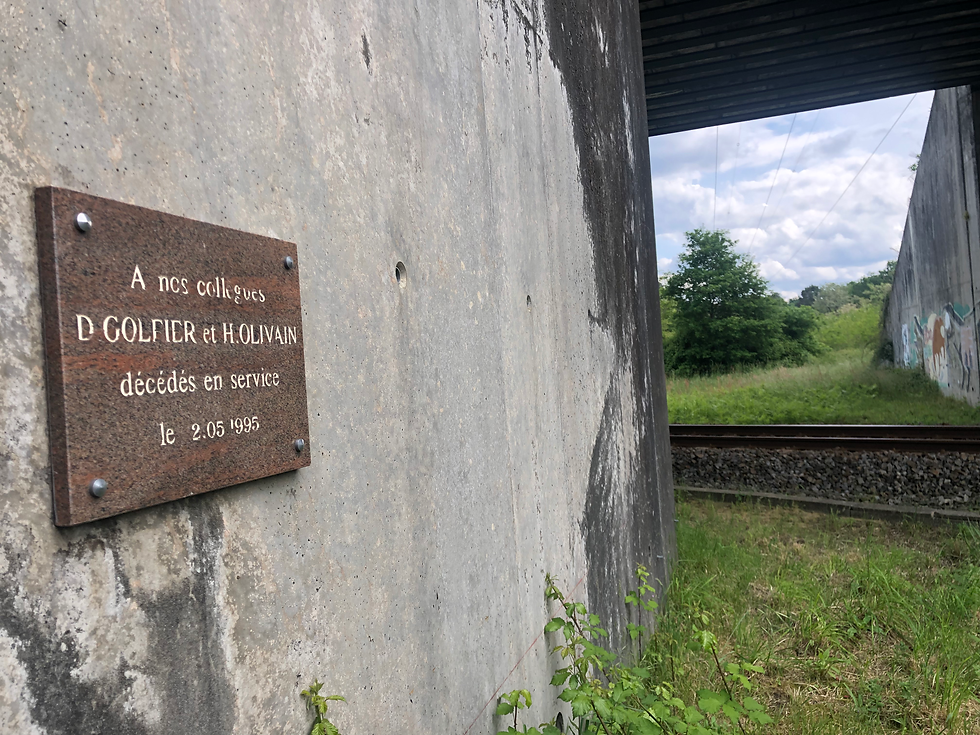 A nos collègues
D GOLFIER et H.OLIVAIN
décédés en service
le 2.05 1995